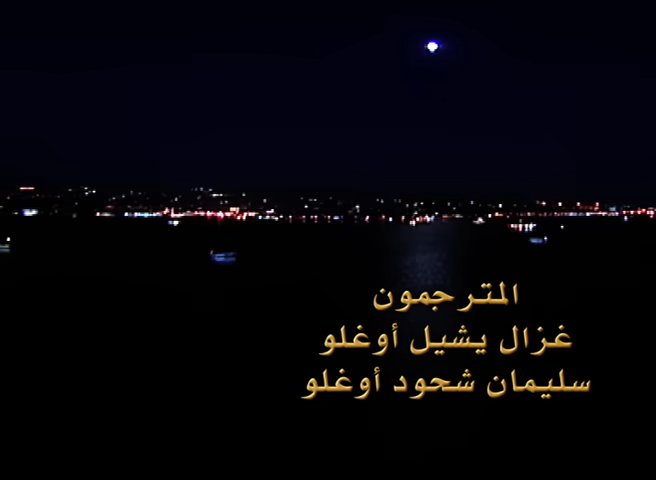 المترجمون
غزال يشيل أوغلو
سليمان شحود أوغلو